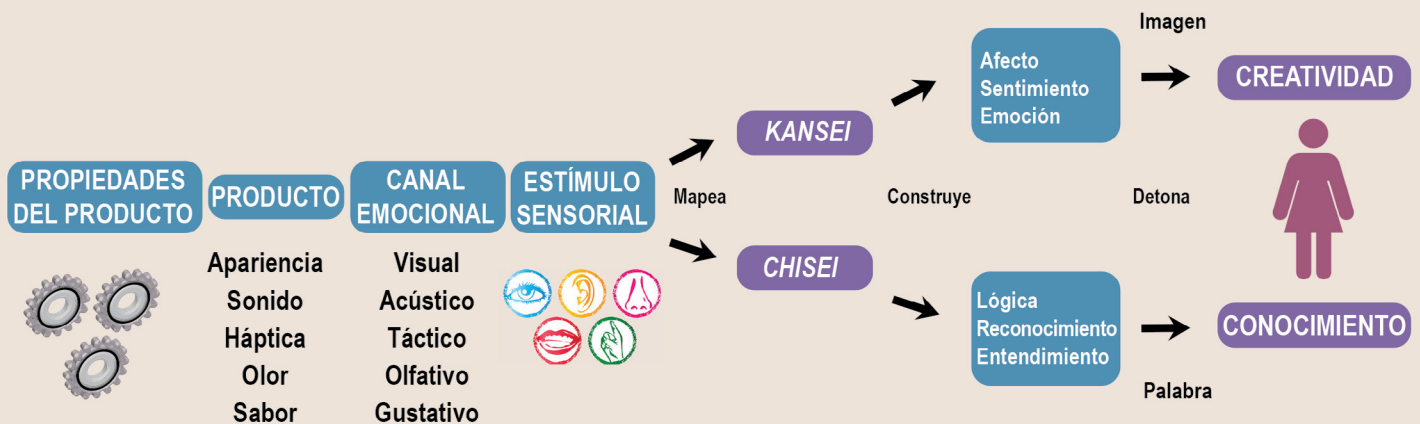 PROPIEDADES
DEL PRODUCTO
PRODUCTO
Apariencia
Sonido
Háptica
Olor
Sabor
CANAL
EMOCIONAL
Visual
Acústico
Táctico
Olfativo
Gustativo
ESTÍMULO
SENSORIAL
Mapea
KANSEI
CHISEI
Construye
Afecto
Sentimiento
Emoción
Lógica
Reconocimiento
Entendimiento
Imagen
Detona
Palabra
CREATIVIDAD
CONOCIMIENTO